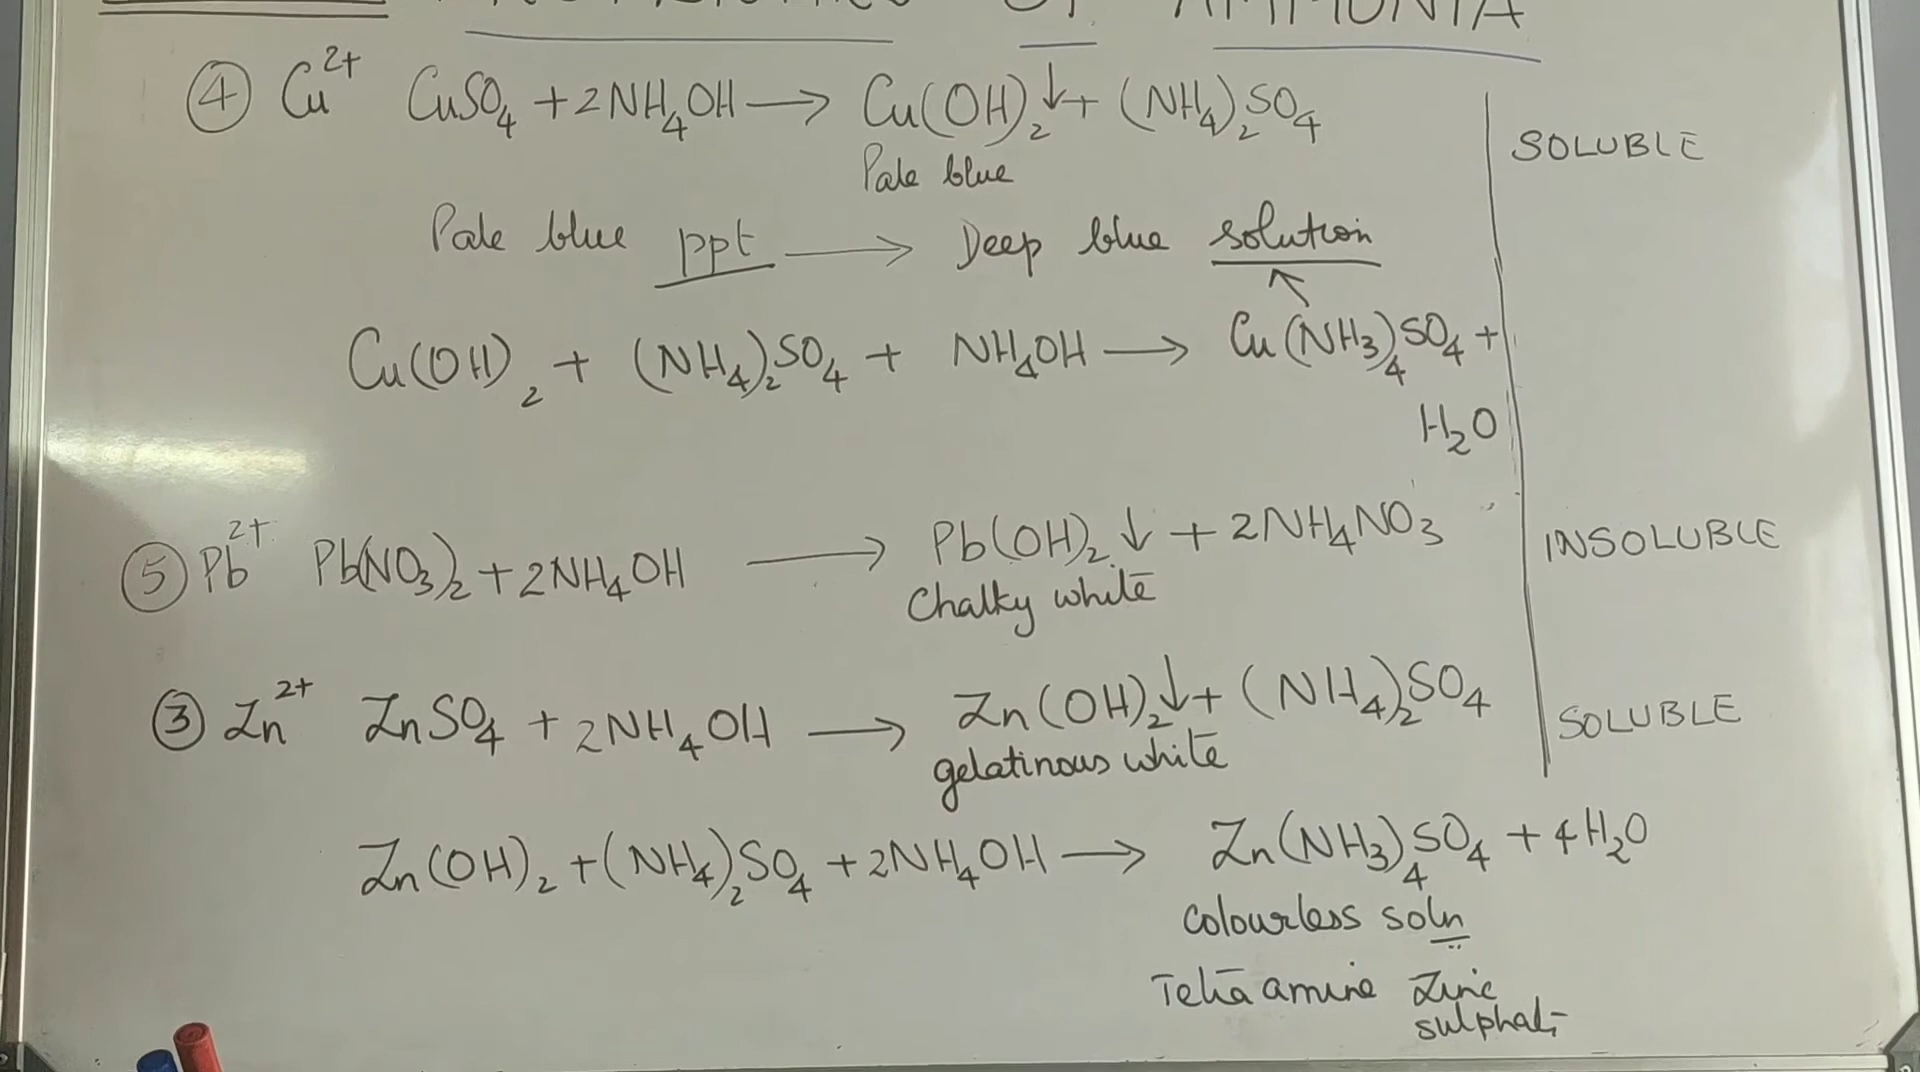 OF AMMONIA
④ Cu²⁺ CuSO₄ + 2NH₄OH → Cu(OH)₂↓ + (NH₄)₂SO₄ SOLUBLE
Pale blue
Pale blue ppt → Deep blue solution
Cu(OH)₂ + (NH₄)₂SO₄ + NH₄OH → Cu(NH₃)₄SO₄ +
H₂O
⑤ Pb²⁺ Pb(NO₃)₂ + 2NH₄OH → Pb(OH)₂↓ + 2NH₄NO₃ INSOLUBLE
Chalky white
③ Zn²⁺ ZnSO₄ + 2NH₄OH → Zn(OH)₂↓ + (NH₄)₂SO₄ SOLUBLE
gelatinous white
Zn(OH)₂ + (NH₄)₂SO₄ + 2NH₄OH → Zn(NH₃)₄SO₄ + 4H₂O
Colourless soln
Tetra amine Zinc
sulphat